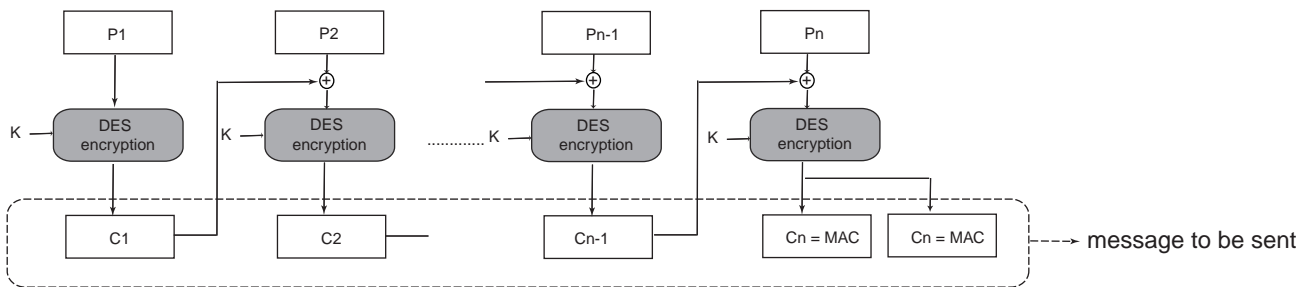 P1
P2
Pn-1
Pn
+
+
+
K
DES
encryption
K
DES
encryption
.............
K
DES
encryption
K
DES
encryption
C1
C2
Cn-1
Cn = MAC
Cn = MAC
message to be sent